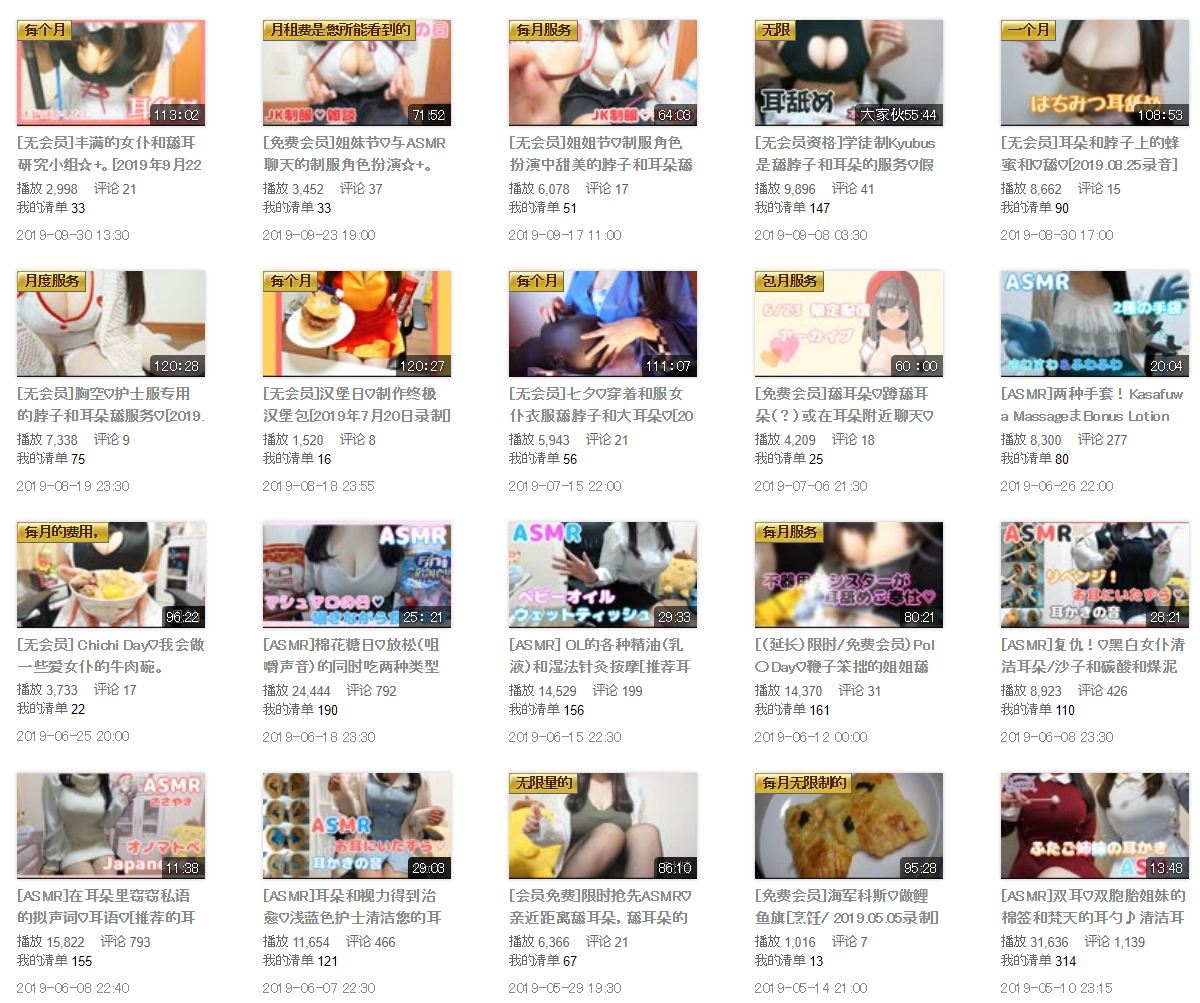 每个月
113:02
[无会员]丰满的女仆和舔耳
研究小组☆+。[2019年9月22
播放 2,998 评论 21
我的清单 33
2019-09-30 13:30
月租费是您所能看到的
の日
JK制服♡雑談
71:52
[免费会员]姐妹节♡与ASMR
聊天的制服角色扮演☆+。
播放 3,452 评论 37
我的清单 33
2019-09-23 19:00
每月服务
JK制服♡
64:03
[无会员]姐姐节♡制服角色
扮演中甜美的脖子和耳朵舔
播放 6,078 评论 17
我的清单 51
2019-09-17 11:00
无限
耳舐め
大家伙55:44
[无会员资格]学徒制Kyubus
是舔脖子和耳朵的服务♡假
播放 9,896 评论 41
我的清单 147
2019-09-08 03:30
一个月
はちみつ耳舐め
108:53
[无会员]耳朵和脖子上的蜂
蜜和♡舔♡[2019.08.25录音]
播放 8,662 评论 15
我的清单 90
2019-08-30 17:00
月度服务
120:28
[无会员]胸空♡护士服专用
的脖子和耳朵舔服务♡[2019.
播放 7,338 评论 9
我的清单 75
2019-08-19 23:30
每个月
120:27
[无会员]汉堡日♡制作终极
汉堡包[2019年7月20日录制]
播放 1,520 评论 8
我的清单 16
2019-08-18 23:55
每个月
111:07
[无会员]七夕♡穿着和服女
仆衣服舔脖子和大耳朵♡[20
播放 5,943 评论 21
我的清单 56
2019-07-15 22:00
包月服务
6/23 限定配信
アーカイブ
60:00
[免费会员]舔耳朵♡蹲舔耳
朵(?)或在耳朵附近聊天♡
播放 4,209 评论 18
我的清单 25
2019-07-06 21:30
ASMR
2種の手袋
さわさわ&ふわふわ
20:04
[ASMR]两种手套！Kasafuw
a MassageまBonus Lotion
播放 8,300 评论 277
我的清单 80
2019-06-26 22:00
每月的费用，
96:22
[无会员] Chichi Day♡我会做
一些爱女仆的牛肉碗。
播放 3,733 评论 17
我的清单 22
2019-06-25 20:00
ASMR
マシュマロの日♡
25:21
[ASMR]棉花糖日♡放松(咀
嚼声音)的同时吃两种类型
播放 24,444 评论 792
我的清单 190
2019-06-18 23:30
ASMR
ベビーオイル
ウェットティッシュ
29:33
[ASMR] OL的各种精油(乳
液)和湿法针灸按摩[推荐耳
播放 14,529 评论 199
我的清单 156
2019-06-15 22:30
每月服务
不器用なシスターが
耳舐めご奉仕♡
80:21
[(延长)限时/免费会员) Pol
〇 Day♡鞭子笨拙的姐姐舔
播放 14,370 评论 31
我的清单 161
2019-06-12 00:00
ASMR
リベンジ！
お耳にいたずら♡
耳かきの音
28:21
[ASMR]复仇！♡黑白女仆清
洁耳朵/沙子和碳酸和煤泥
播放 8,923 评论 426
我的清单 110
2019-06-08 23:30
ASMR
ささやき
オノマトペ
Japane
11:38
[ASMR]在耳朵里窃窃私语
的拟声词♡耳语♡[推荐的耳
播放 15,822 评论 793
我的清单 155
2019-06-08 22:40
ASMR
お耳にいたずら♡
耳かきの音
29:03
[ASMR]耳朵和视力得到治
愈♡浅蓝色护士清洁您的耳
播放 11,654 评论 466
我的清单 121
2019-06-07 22:30
无限量的
86:10
[会员免费]限时抢先ASMR♡
亲近距离舔耳朵，舔耳朵的
播放 6,366 评论 21
我的清单 67
2019-05-29 19:30
每月无限制的
95:28
[免费会员]海军科斯♡做鲤
鱼旗[烹饪/ 2019.05.05录制]
播放 1,016 评论 7
我的清单 13
2019-05-14 21:00
ふたご姉妹の耳かき
AS
13:48
[ASMR]双耳♡双胞胎姐妹的
棉签和梵天的耳勺♪清洁耳
播放 31,636 评论 1,139
我的清单 314
2019-05-10 23:15